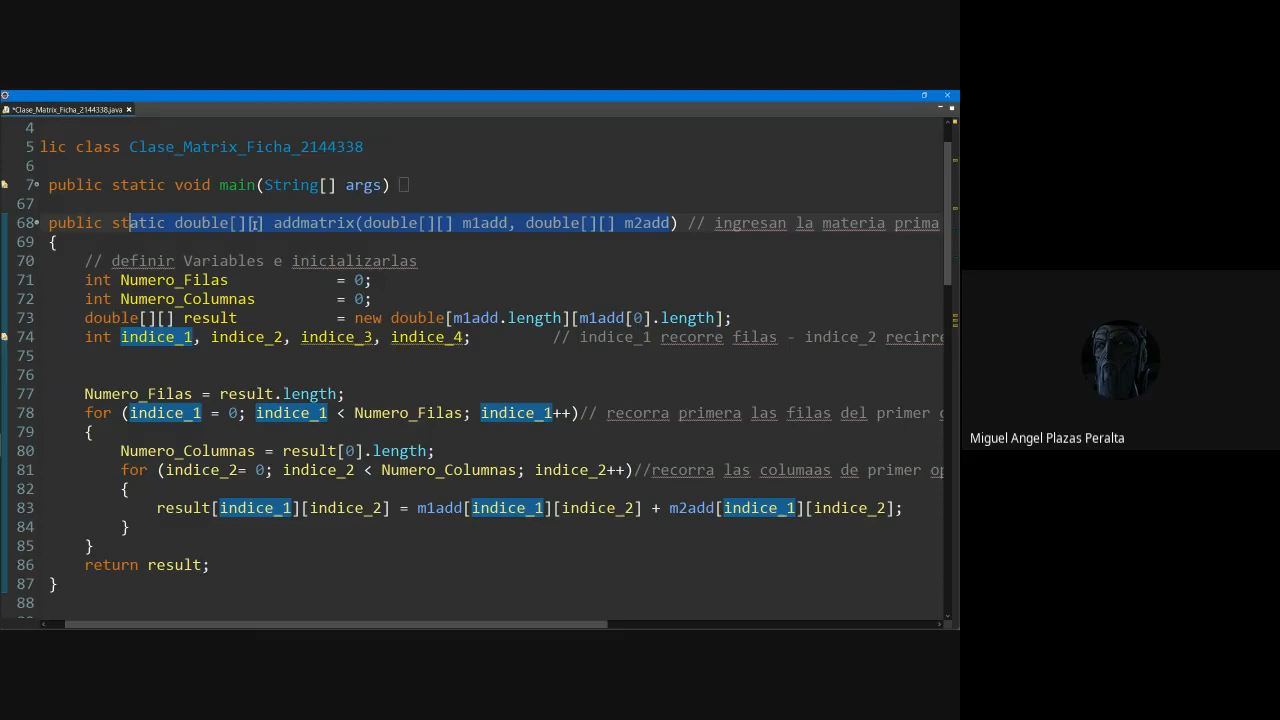 *Clase_Matrix_Ficha_2144338.java
4
5 lic class Clase_Matrix_Ficha_2144338
6
7 public static void main(String[] args)
67
68 public static double[][] addmatrix(double[][] m1add, double[][] m2add) // ingresan la materia prima
69 {
70 // definir Variables e inicializarlas
71 int Numero_Filas = 0;
72 int Numero_Columnas = 0;
73 double[][] result = new double[m1add.length][m1add[0].length];
74 int indice_1, indice_2, indice_3, indice_4; // indice_1 recorre filas - indice_2 recirre
75
76
77 Numero_Filas = result.length;
78 for (indice_1 = 0; indice_1 < Numero_Filas; indice_1++)// recorra primera las filas del primer
79 {
80 Numero_Columnas = result[0].length;
81 for (indice_2= 0; indice_2 < Numero_Columnas; indice_2++)//recorra las columaas de primer op
82 {
83 result[indice_1][indice_2] = m1add[indice_1][indice_2] + m2add[indice_1][indice_2];
84 }
85 }
86 return result;
87 }
88
Miguel Angel Plazas Peralta